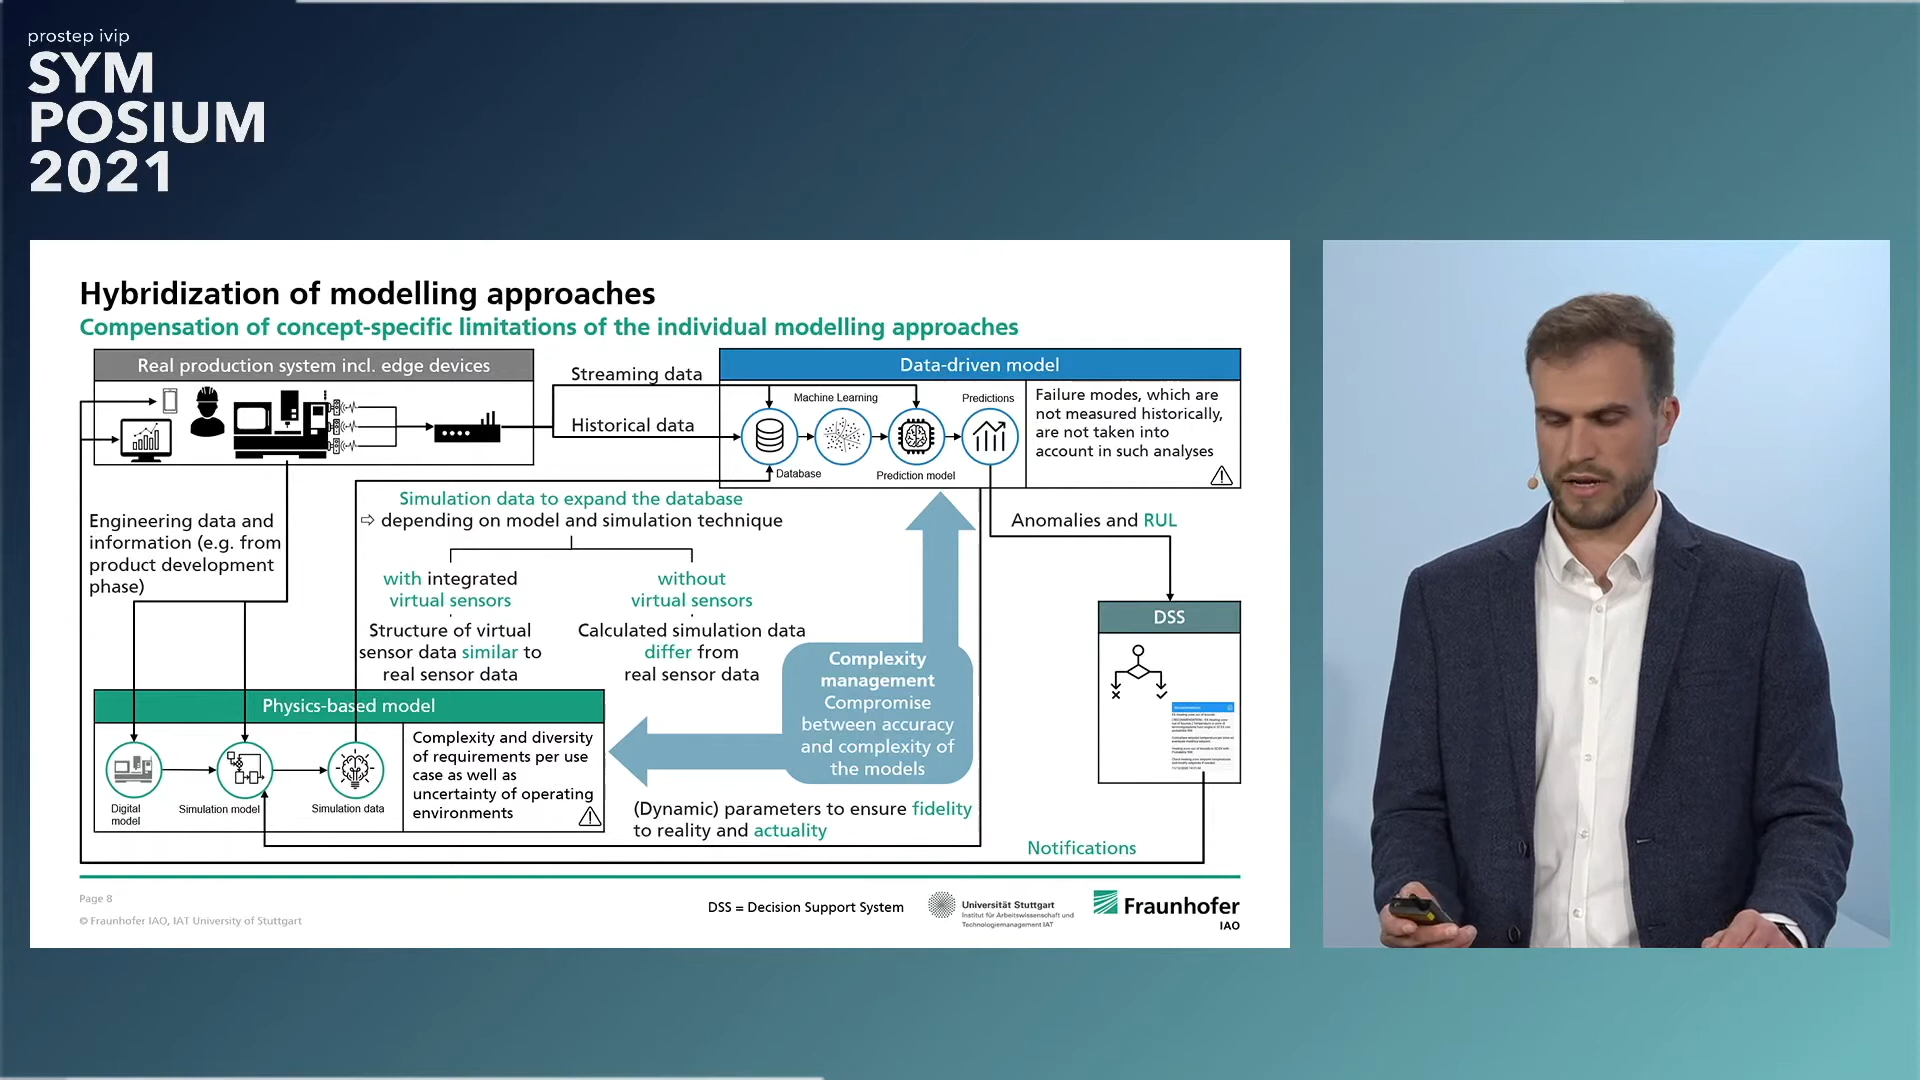 prostep ivip
SYM
POSIUM
2021
Hybridization of modelling approaches
Compensation of concept-specific limitations of the individual modelling approaches
Real production system incl. edge devices
Streaming data
Historical data
Data-driven model
Machine Learning
Predictions
Database
Prediction model
Failure modes, which are
not measured historically,
are not taken into
account in such analyses
Engineering data and
information (e.g. from
product development
phase)
Simulation data to expand the database
⇨ depending on model and simulation technique
with integrated
virtual sensors
without
virtual sensors
Structure of virtual
sensor data similar to
real sensor data
Calculated simulation data
differ from
real sensor data
Anomalies and RUL
DSS
Complexity
management
Compromise
between accuracy
and complexity of
the models
Physics-based model
Digital
model
Simulation model
Simulation data
Complexity and diversity
of requirements per use
case as well as
uncertainty of operating
environments
(Dynamic) parameters to ensure fidelity
to reality and actuality
Notifications
Page 8
© Fraunhofer IAO, IAT University of Stuttgart
DSS = Decision Support System
Universität Stuttgart
Institut für Arbeitswissenschaft und
Technologiemanagement IAT
Fraunhofer
IAO